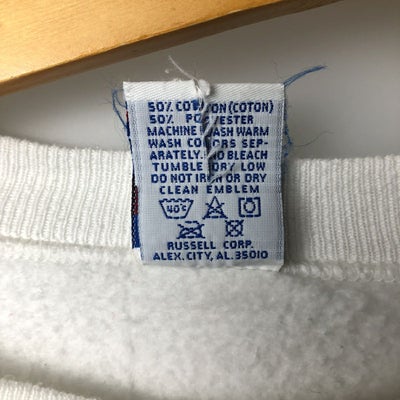 50% COTTON (COTON)
50% POLYESTER
MACHINE WASH WARM
WASH COLORS SEP-
ARATELY. NO BLEACH
TUMBLE DRY LOW
DO NOT IRON OR DRY
CLEAN EMBLEM
40°C
RUSSELL CORP.
ALEX. CITY, AL. 35010